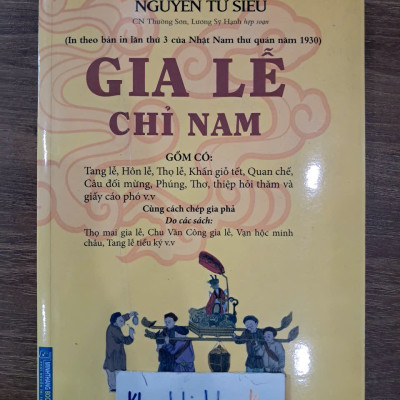 NGUYỄN TỬ SIÊU
CN Thường Sơn, Lương Sỹ Hạnh hợp soạn
(In theo bản in lần thứ 3 của Nhật Nam thư quán năm 1930)
GIA LỄ
CHỈ NAM
GỒM CÓ:
Tang lễ, Hôn lễ, Thọ lễ, Khấn giỗ tết, Quan chế,
Câu đối mừng, Phúng, Thơ, thiệp hỏi thăm và
giấy cáo phó v.v
Cùng cách chép gia phả
Do các sách:
Thọ mai gia lễ, Chu Văn Công gia lễ, Vạn hộc minh
châu, Tang lễ tiểu ký v.v